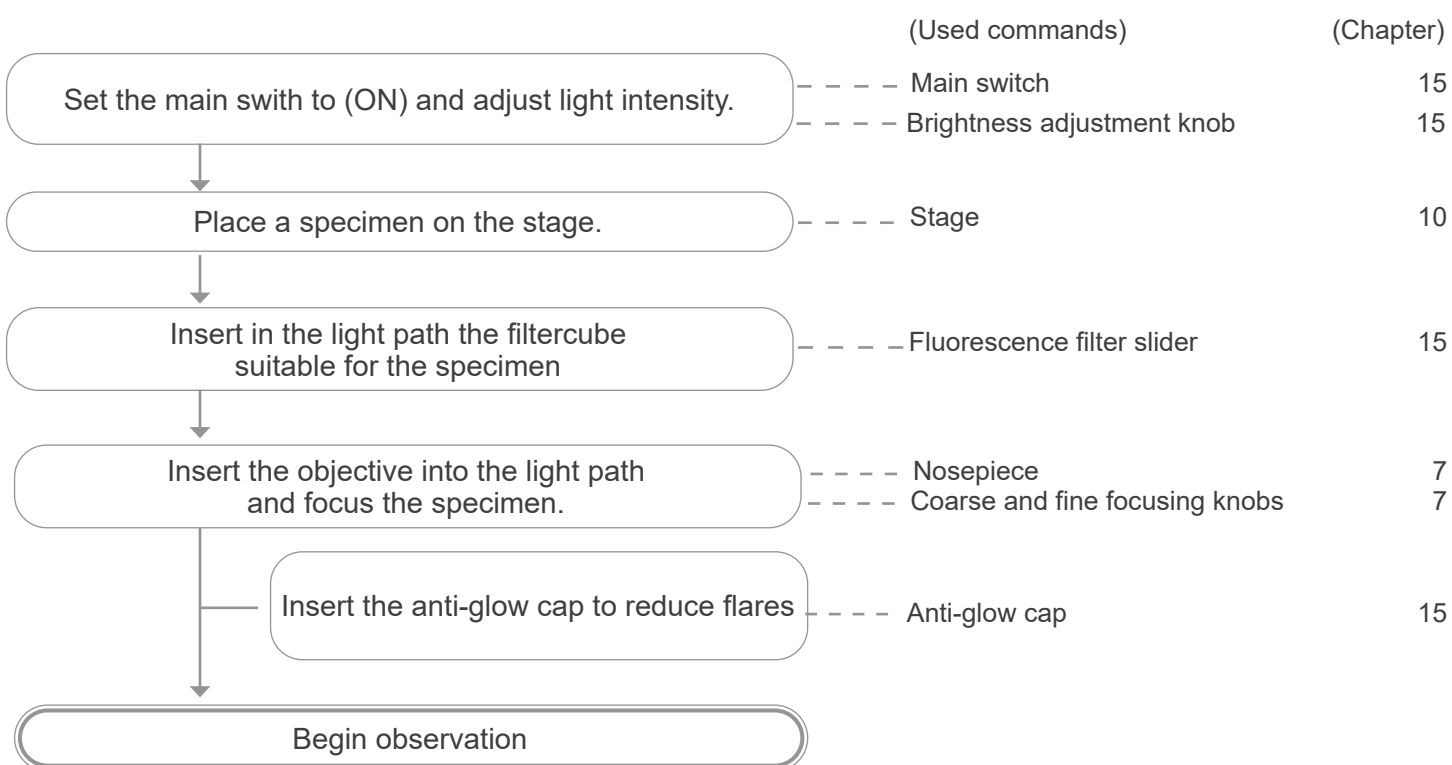 (Used commands) (Chapter)
Set the main swith to (ON) and adjust light intensity.
Main switch 15
Brightness adjustment knob 15
Place a specimen on the stage.
Stage 10
Insert in the light path the filtercube
suitable for the specimen
Fluorescence filter slider 15
Insert the objective into the light path
and focus the specimen.
Nosepiece 7
Coarse and fine focusing knobs 7
Insert the anti-glow cap to reduce flares
Anti-glow cap 15
Begin observation